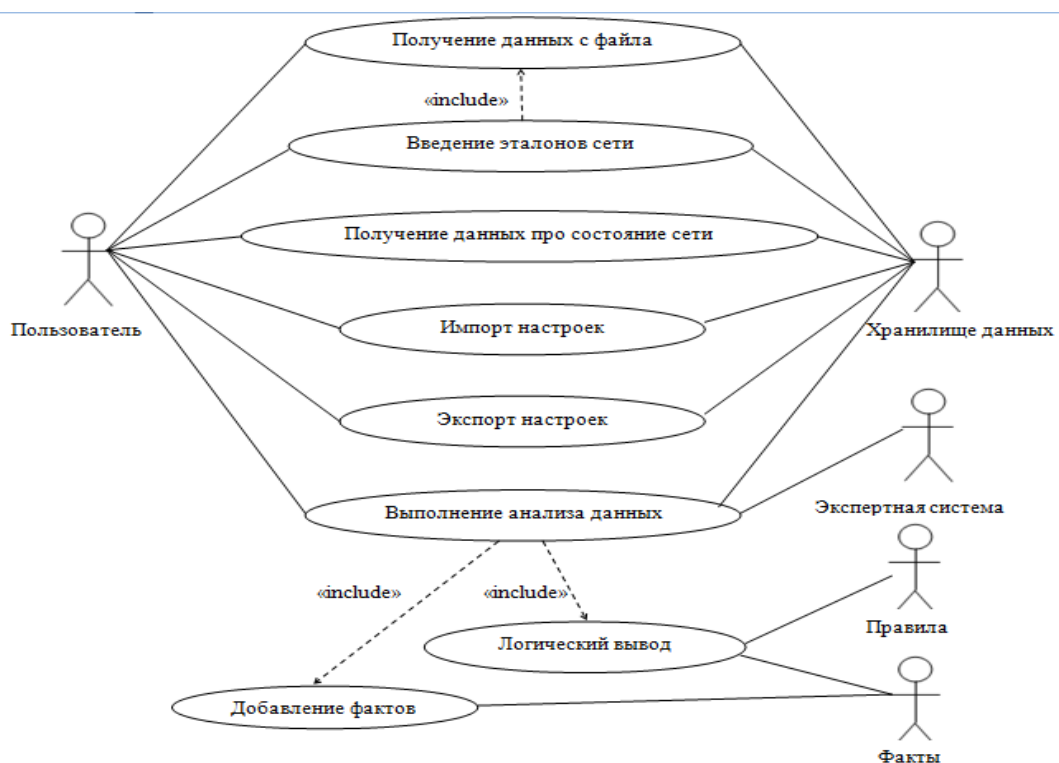 Получение данных с файла
«include»
Введение эталонов сети
Получение данных про состояние сети
Пользователь
Импорт настроек
Хранилище данных
Экспорт настроек
Выполнение анализа данных
Экспертная система
«include»
«include»
Правила
Логический вывод
Добавление фактов
Факты